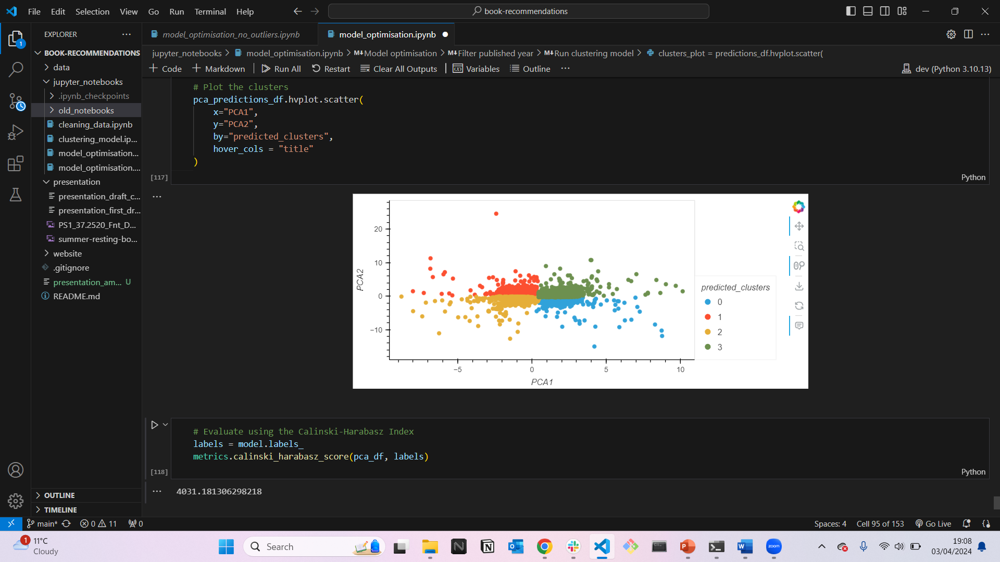 File Edit Selection View Go Run Terminal Help
book-recommendations
EXPLORER
model_optimisation_no_outliers.ipynb
model_optimisation.ipynb
BOOK-RECOMMENDATIONS
jupyter_notebooks > model_optimisation.ipynb > M↓Model optimisation > M↓Filter published year > M↓Run clustering model > clusters_plot = predictions_df.hvplot.scatter(
+ Code + Markdown Run All Restart Clear All Outputs Variables Outline ...
dev (Python 3.10.13)
1
data
jupyter_notebooks
.ipynb_checkpoints
old_notebooks
cleaning_data.ipynb
clustering_model.ip...
model_optimisation...
model_optimisation....
presentation
presentation_draft_c...
presentation_first_dr...
PS1_37.2520_Fnt_D...
summer-resting-bo...
website
.gitignore
presentation_am... U
README.md
OUTLINE
TIMELINE
# Plot the clusters
pca_predictions_df.hvplot.scatter(
x="PCA1",
y="PCA2",
by="predicted_clusters",
hover_cols = "title"
)
[117]
Python
...
20
10
0
−10
PCA2
−5
0
5
10
PCA1
predicted_clusters
0
1
2
3
# Evaluate using the Calinski-Harabasz Index
labels = model.labels_
metrics.calinski_harabasz_score(pca_df, labels)
[118]
Python
...
4031.181306298218
main* 0 11 0
Spaces: 4 Cell 95 of 153 Go Live
1
11°C
Cloudy
Search
zoom
19:08
03/04/2024